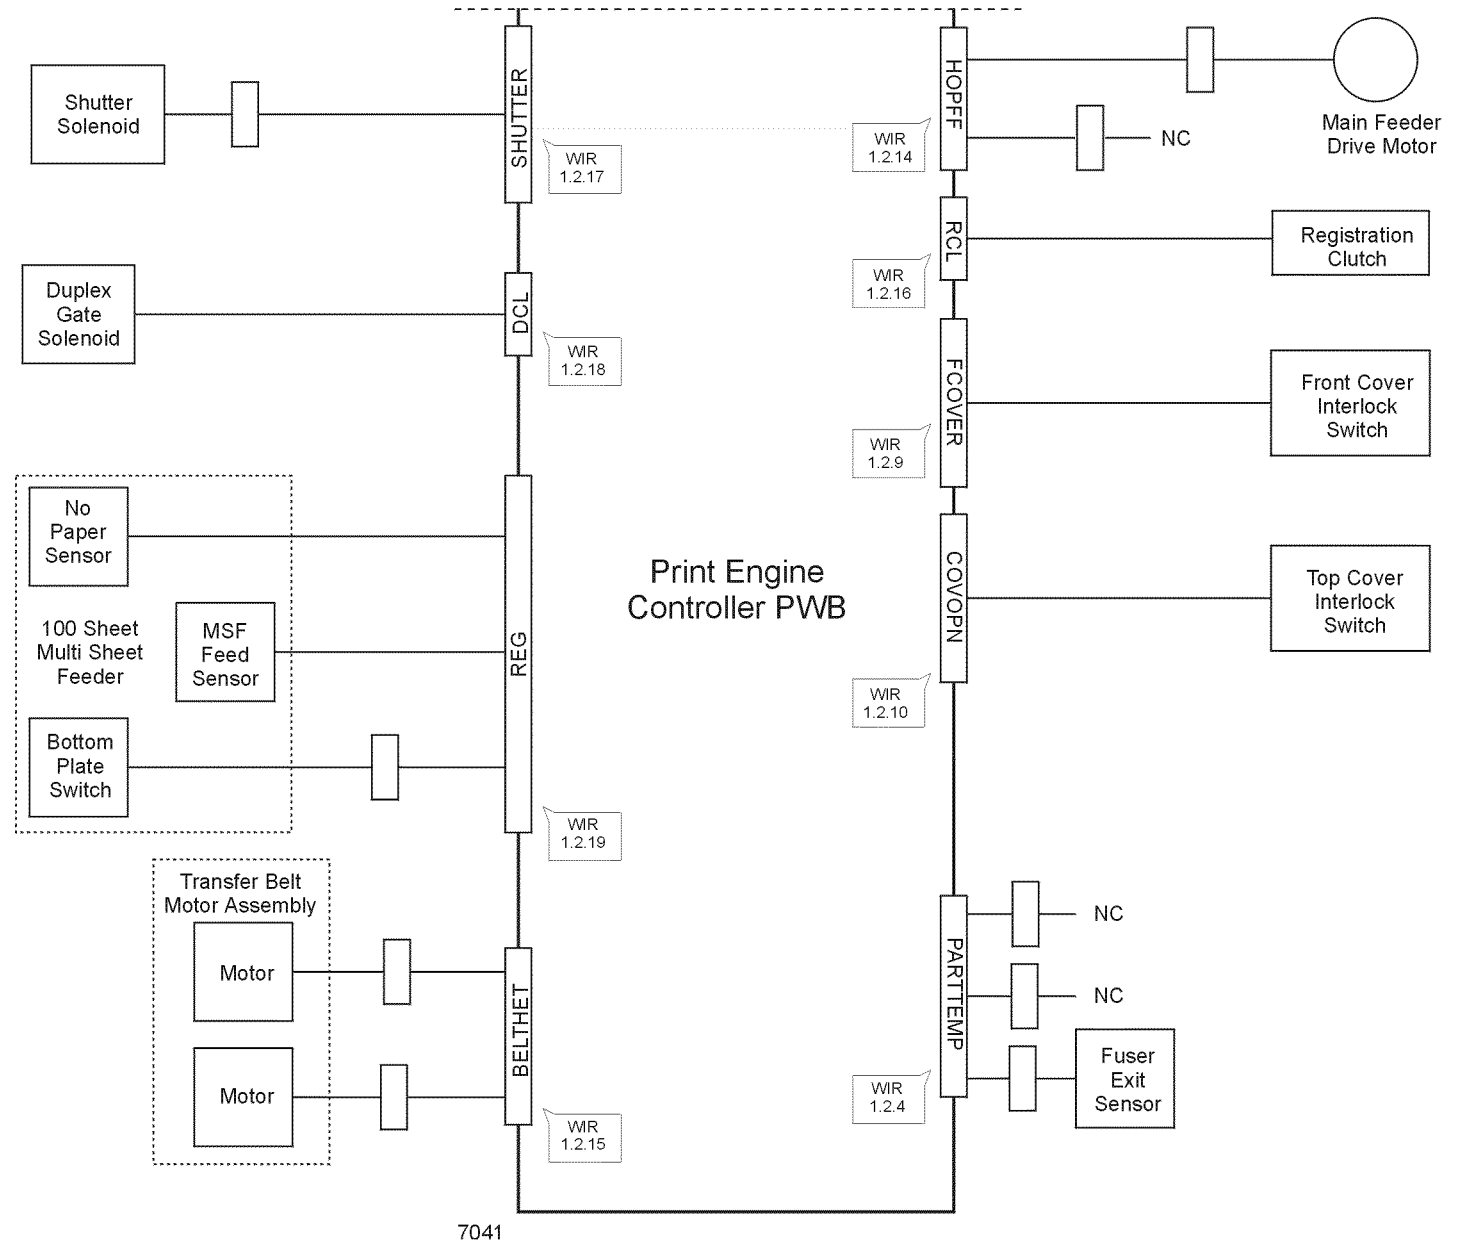 Shutter
Solenoid
SHUTTER
WIR
1.2.17
Duplex
Gate
Solenoid
DCL
WIR
1.2.18
No
Paper
Sensor
100 Sheet
Multi Sheet
Feeder
MSF
Feed
Sensor
Bottom
Plate
Switch
REG
WIR
1.2.19
Transfer Belt
Motor Assembly
Motor
Motor
BELTHET
WIR
1.2.15
Print Engine
Controller PWB
HOPFF
WIR
1.2.14
NC
Main Feeder
Drive Motor
RCL
WIR
1.2.16
Registration
Clutch
FCOVER
WIR
1.2.9
Front Cover
Interlock
Switch
COVOPN
WIR
1.2.10
Top Cover
Interlock
Switch
PARTTEMP
WIR
1.2.4
NC
NC
Fuser
Exit
Sensor
7041